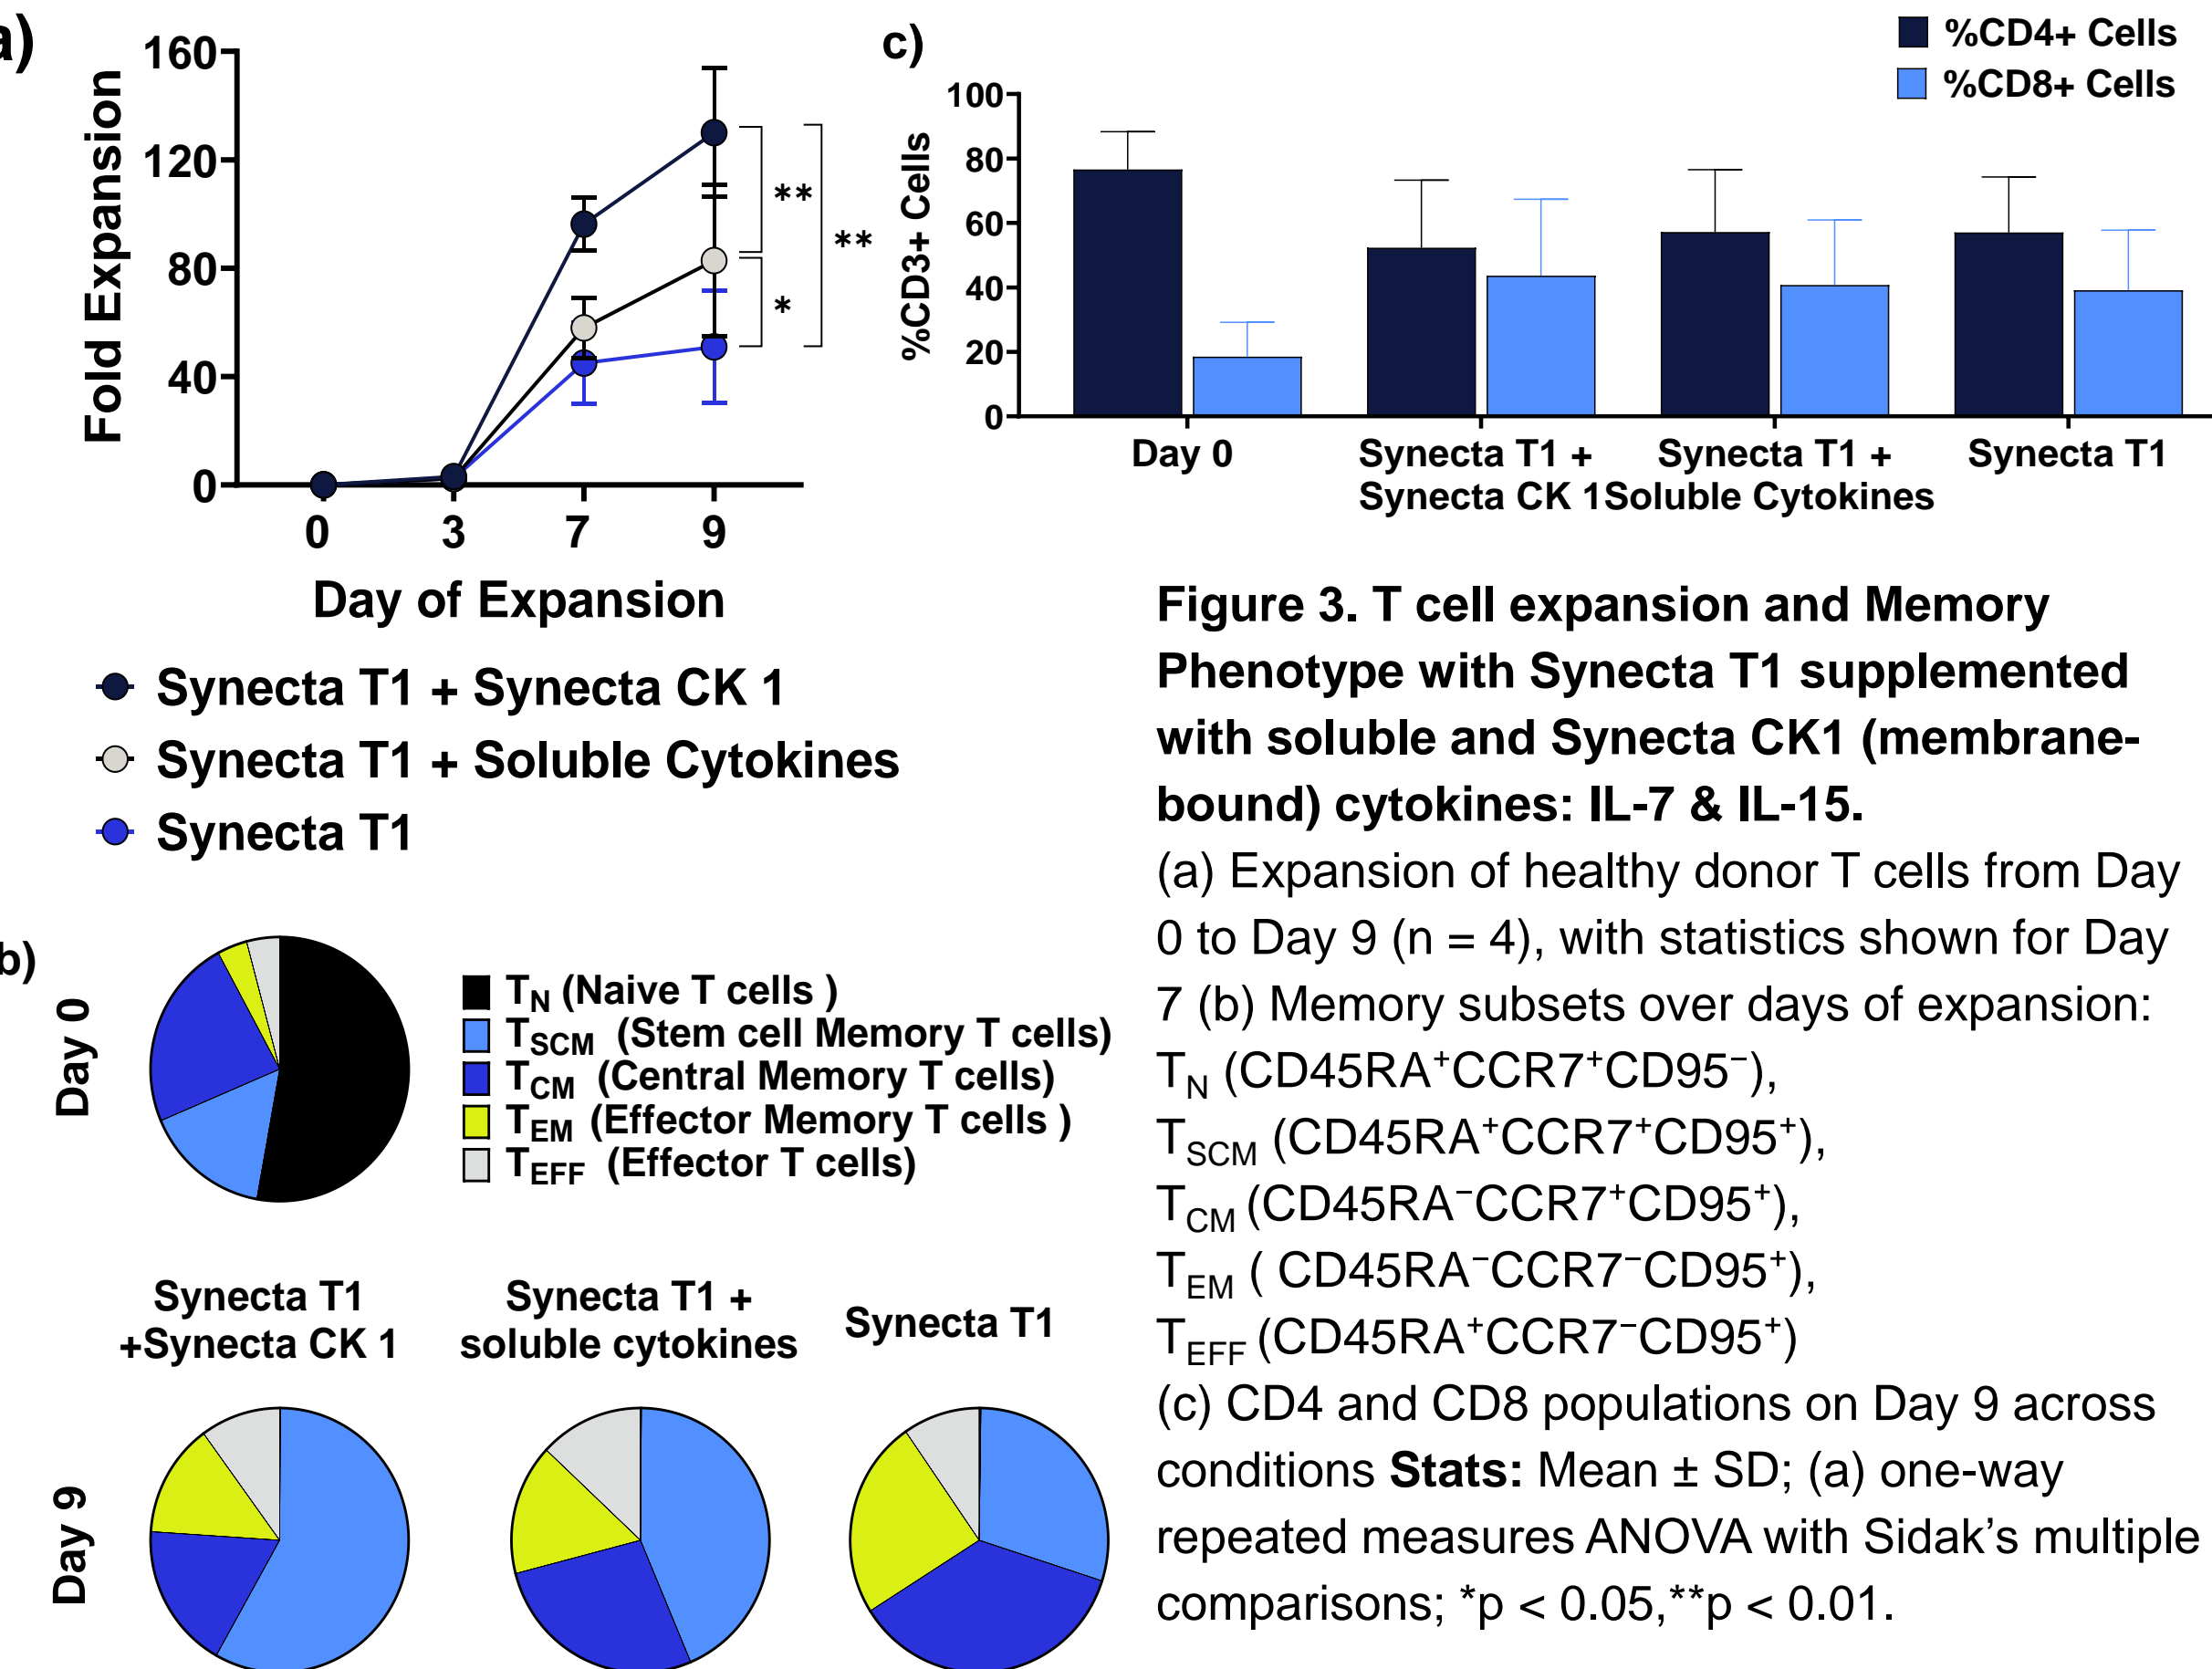 a)
160
120
80
40
0
Fold Expansion
**
*
**
0 3 7 9
Day of Expansion
Synecta T1 + Synecta CK 1
Synecta T1 + Soluble Cytokines
Synecta T1
c)
%CD4+ Cells
%CD8+ Cells
100
80
60
40
20
0
%CD3+ Cells
Day 0
Synecta T1 +
Synecta CK 1
Synecta T1 +
Soluble Cytokines
Synecta T1
b)
Day 0
TN (Naive T cells )
TSCM (Stem cell Memory T cells)
TCM (Central Memory T cells)
TEM (Effector Memory T cells )
TEFF (Effector T cells)
Synecta T1
+Synecta CK 1
Synecta T1 +
soluble cytokines
Synecta T1
Day 9
Figure 3. T cell expansion and Memory
Phenotype with Synecta T1 supplemented
with soluble and Synecta CK1 (membrane-
bound) cytokines: IL-7 & IL-15.
(a) Expansion of healthy donor T cells from Day
0 to Day 9 (n = 4), with statistics shown for Day
7 (b) Memory subsets over days of expansion:
TN (CD45RA⁺CCR7⁺CD95⁻),
TSCM (CD45RA⁺CCR7⁺CD95⁺),
TCM (CD45RA⁻CCR7⁺CD95⁺),
TEM ( CD45RA⁻CCR7⁻CD95⁺),
TEFF (CD45RA⁺CCR7⁻CD95⁺)
(c) CD4 and CD8 populations on Day 9 across
conditions Stats: Mean ± SD; (a) one-way
repeated measures ANOVA with Sidak's multiple
comparisons; *p < 0.05,**p < 0.01.